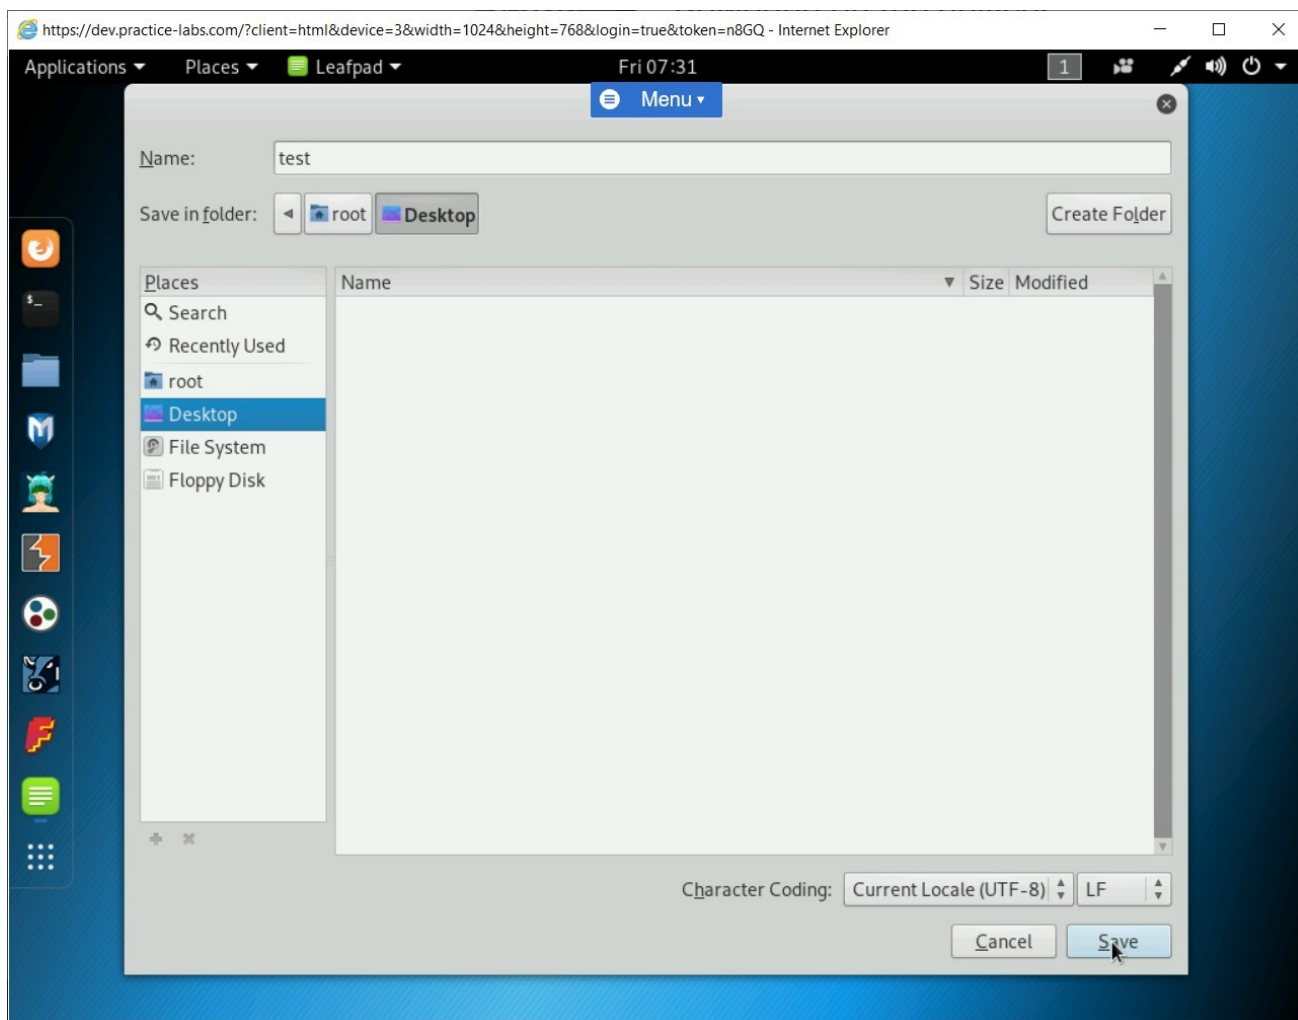 https://dev.practice-labs.com/?client=html&device=3&width=1024&height=768&login=true&token=n8GQ - Internet Explorer
Applications Places Leafpad Fri 07:31 1
Menu
Name: test
Save in folder: root Desktop Create Folder
Places Name Size Modified
Search
Recently Used
root
Desktop
File System
Floppy Disk
Character Coding: Current Locale (UTF-8) LF
Cancel Save